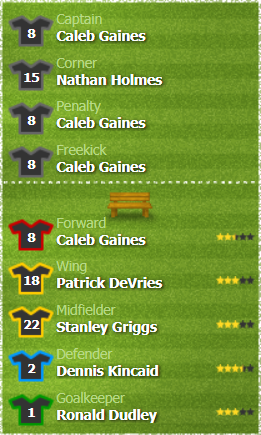 Captain
8 Caleb Gaines
Corner
15 Nathan Holmes
Penalty
8 Caleb Gaines
Freekick
8 Caleb Gaines
Forward
8 Caleb Gaines
Wing
18 Patrick DeVries
Midfielder
22 Stanley Griggs
Defender
2 Dennis Kincaid
Goalkeeper
1 Ronald Dudley